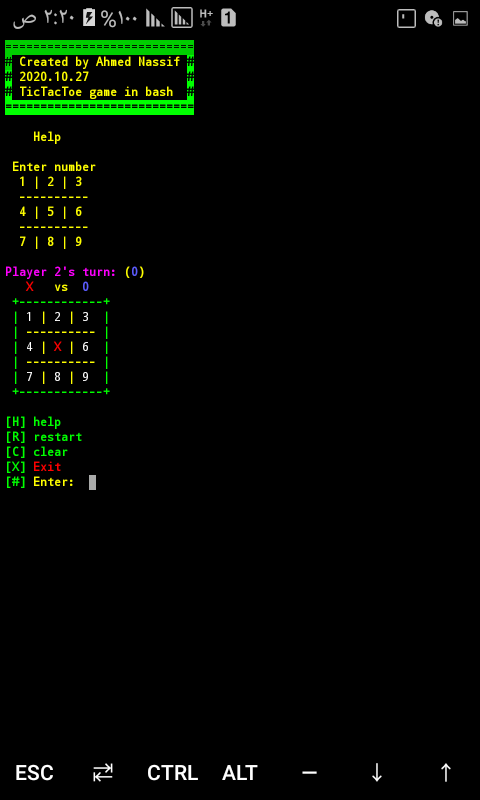 ص ٢:٢٠ %١٠٠ H+ 1
============================
# Created by Ahmed Nassif #
# 2020.10.27 #
# TicTacToe game in bash #
============================
Help
Enter number
1 | 2 | 3
----------
4 | 5 | 6
----------
7 | 8 | 9
Player 2's turn: (0)
X vs 0
+------------+
| 1 | 2 | 3 |
| ---------- |
| 4 | X | 6 |
| ---------- |
| 7 | 8 | 9 |
+------------+
[H] help
[R] restart
[C] clear
[X] Exit
[#] Enter:
ESC ⇄ CTRL ALT — ↓ ↑